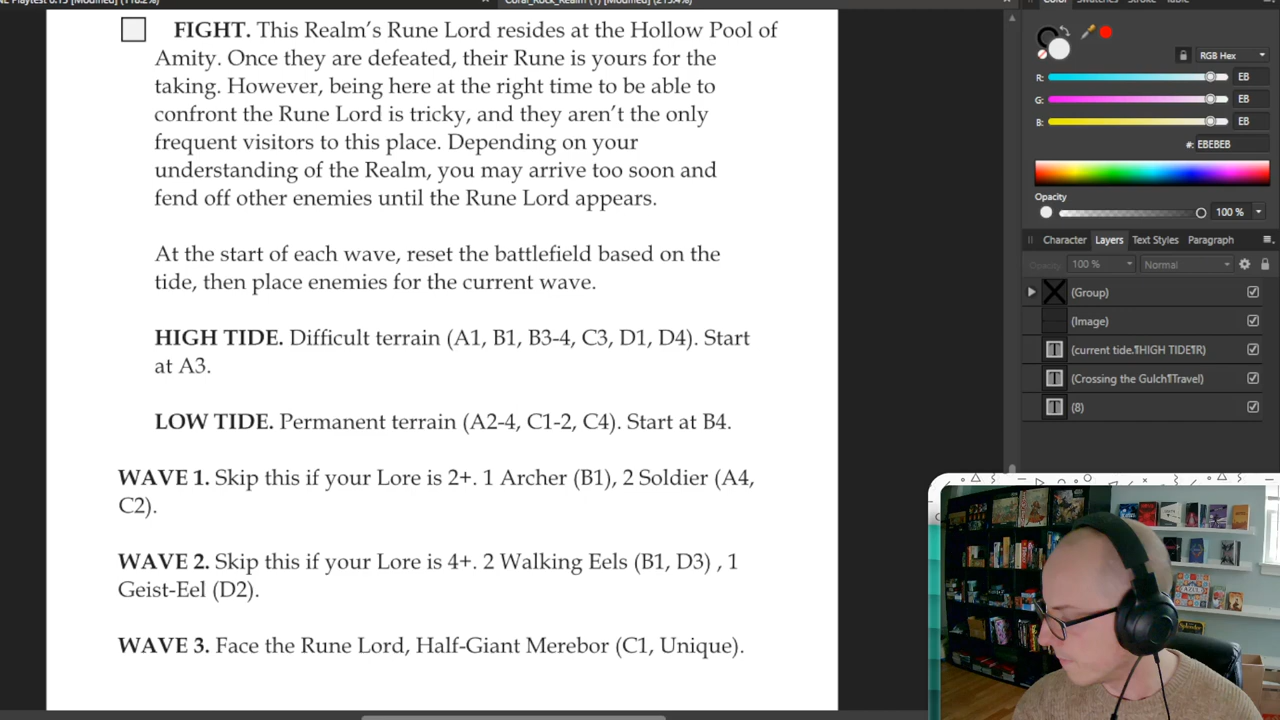 FIGHT. This Realm's Rune Lord resides at the Hollow Pool of
Amity. Once they are defeated, their Rune is yours for the
taking. However, being here at the right time to be able to
confront the Rune Lord is tricky, and they aren't the only
frequent visitors to this place. Depending on your
understanding of the Realm, you may arrive too soon and
fend off other enemies until the Rune Lord appears.
At the start of each wave, reset the battlefield based on the
tide, then place enemies for the current wave.
HIGH TIDE. Difficult terrain (A1, B1, B3-4, C3, D1, D4). Start
at A3.
LOW TIDE. Permanent terrain (A2-4, C1-2, C4). Start at B4.
WAVE 1. Skip this if your Lore is 2+. 1 Archer (B1), 2 Soldier (A4,
C2).
WAVE 2. Skip this if your Lore is 4+. 2 Walking Eels (B1, D3) , 1
Geist-Eel (D2).
WAVE 3. Face the Rune Lord, Half-Giant Merebor (C1, Unique).
Color Swatches Stroke Table
RGB Hex
R: EB
G: EB
B: EB
#: EBEBEB
Opacity
100 %
Character Layers Text Styles Paragraph
Opacity 100 % Normal
(Group)
(Image)
(current tide.¶HIGH TIDE¶R)
(Crossing the Gulch¶Travel)
(8)